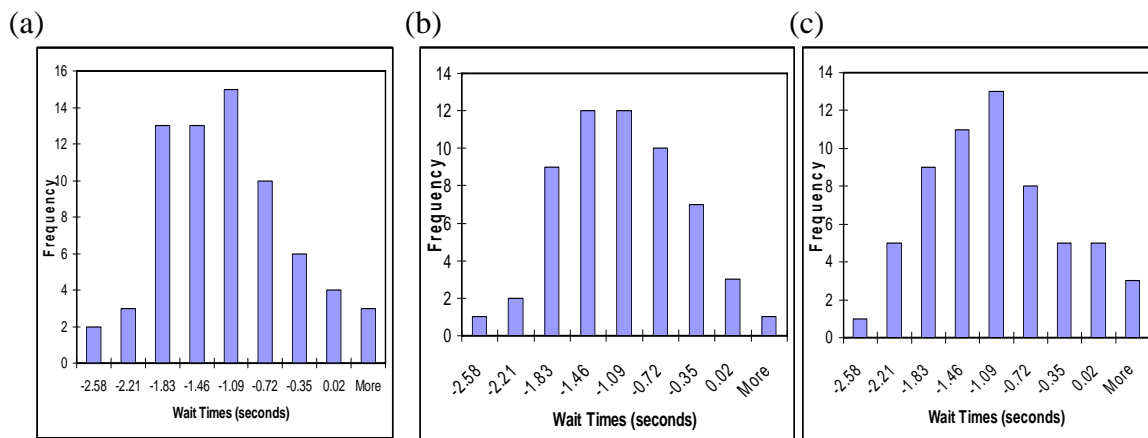 (a)
16
14
12
10
8
6
4
2
0
Frequency
-2.58 -2.21 -1.83 -1.46 -1.09 -0.72 -0.35 0.02 More
Wait Times (seconds)
(b)
14
12
10
8
6
4
2
0
Frequency
-2.58 -2.21 -1.83 -1.46 -1.09 -0.72 -0.35 0.02 More
Wait Times (seconds)
(c)
14
12
10
8
6
4
2
0
Frequency
-2.58 -2.21 -1.83 -1.46 -1.09 -0.72 -0.35 0.02 More
Wait Times (seconds)